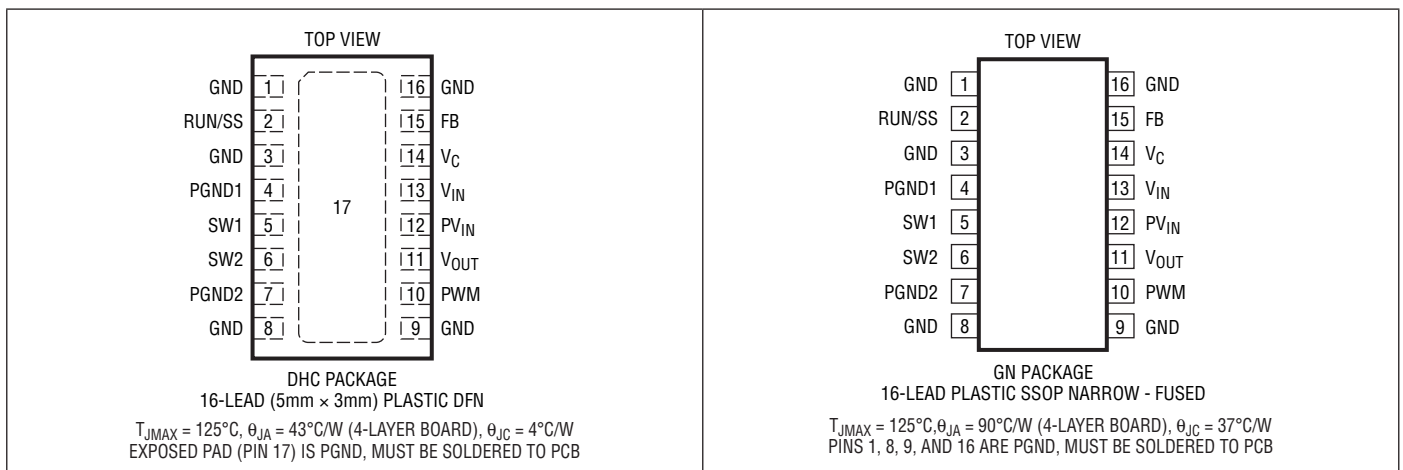 TOP VIEW
GND 1 16 GND
RUN/SS 2 15 FB
GND 3 14 VC
PGND1 4 13 VIN
17
SW1 5 12 PVIN
SW2 6 11 VOUT
PGND2 7 10 PWM
GND 8 9 GND
DHC PACKAGE
16-LEAD (5mm × 3mm) PLASTIC DFN
TJMAX = 125°C, θJA = 43°C/W (4-LAYER BOARD), θJC = 4°C/W
EXPOSED PAD (PIN 17) IS PGND, MUST BE SOLDERED TO PCB
TOP VIEW
GND 1 16 GND
RUN/SS 2 15 FB
GND 3 14 VC
PGND1 4 13 VIN
SW1 5 12 PVIN
SW2 6 11 VOUT
PGND2 7 10 PWM
GND 8 9 GND
GN PACKAGE
16-LEAD PLASTIC SSOP NARROW - FUSED
TJMAX = 125°C,θJA = 90°C/W (4-LAYER BOARD), θJC = 37°C/W
PINS 1, 8, 9, AND 16 ARE PGND, MUST BE SOLDERED TO PCB